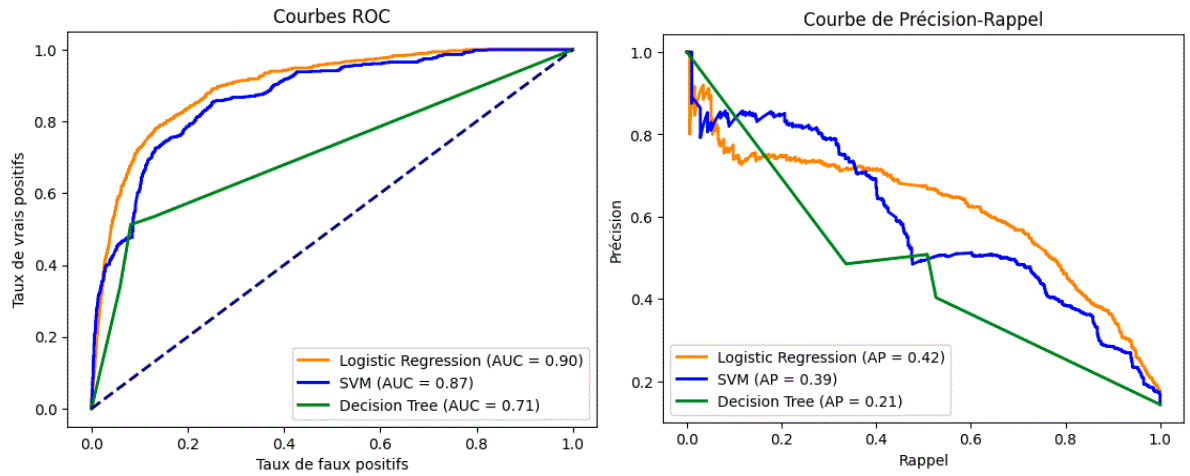 Courbes ROC
1.0
0.8
0.6
0.4
0.2
0.0
Taux de vrais positifs
Logistic Regression (AUC = 0.90)
SVM (AUC = 0.87)
Decision Tree (AUC = 0.71)
0.0 0.2 0.4 0.6 0.8 1.0
Taux de faux positifs
Courbe de Précision-Rappel
1.0
0.8
0.6
0.4
0.2
Précision
Logistic Regression (AP = 0.42)
SVM (AP = 0.39)
Decision Tree (AP = 0.21)
0.0 0.2 0.4 0.6 0.8 1.0
Rappel